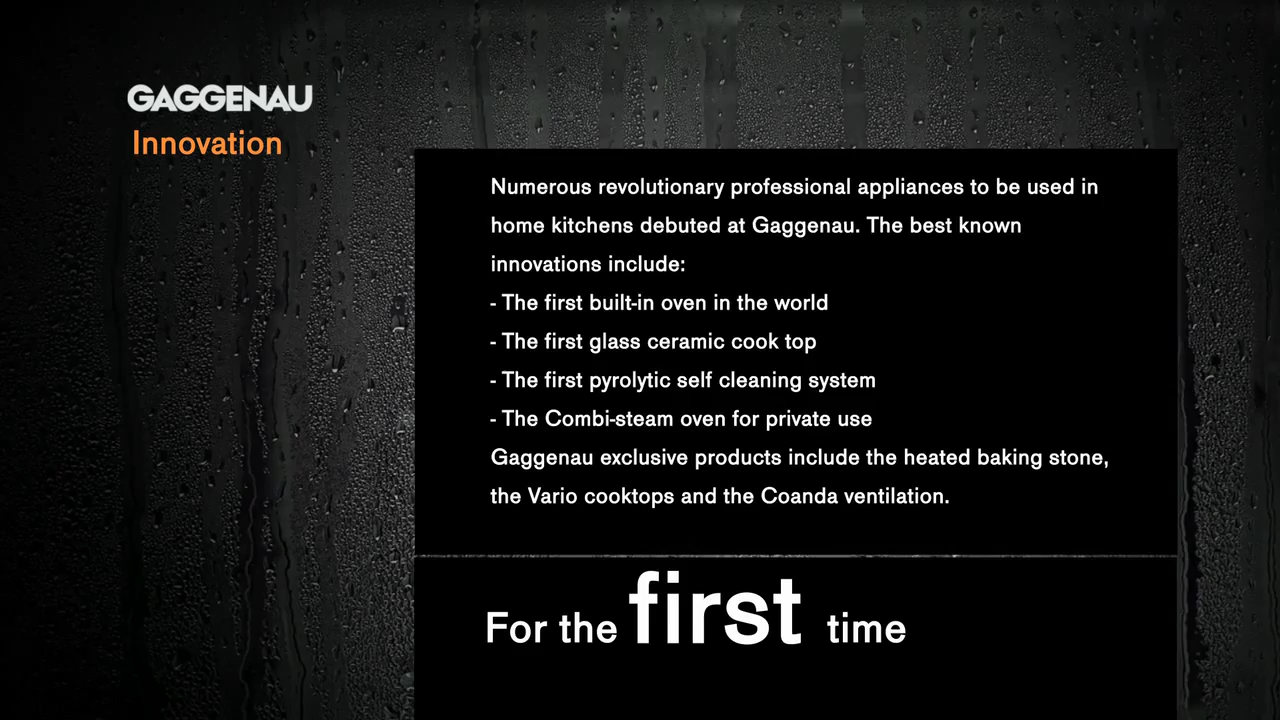 GAGGENAU
Innovation
Numerous revolutionary professional appliances to be used in
home kitchens debuted at Gaggenau. The best known
innovations include:
- The first built-in oven in the world
- The first glass ceramic cook top
- The first pyrolytic self cleaning system
- The Combi-steam oven for private use
Gaggenau exclusive products include the heated baking stone,
the Vario cooktops and the Coanda ventilation.
For the first time